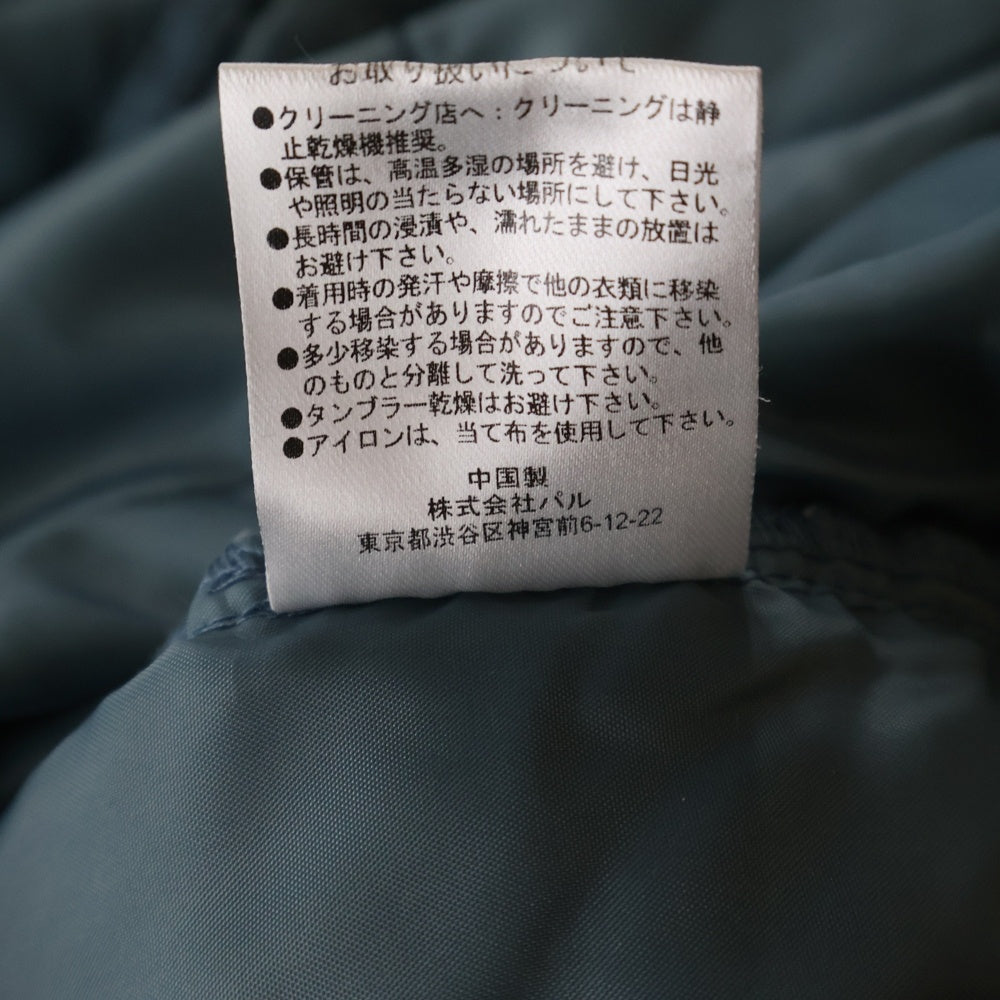 お取り扱いについて
●クリーニング店へ：クリーニングは静
止乾燥機推奨。
●保管は、高温多湿の場所を避け、日光
や照明の当たらない場所にして下さい。
●長時間の浸漬や、濡れたままの放置は
お避け下さい。
●着用時の発汗や摩擦で他の衣類に移染
する場合がありますのでご注意下さい。
●多少移染する場合がありますので、他
のものと分離して洗って下さい。
●タンブラー乾燥はお避け下さい。
●アイロンは、当て布を使用して下さい。
中国製
株式会社パル
東京都渋谷区神宮前6-12-22